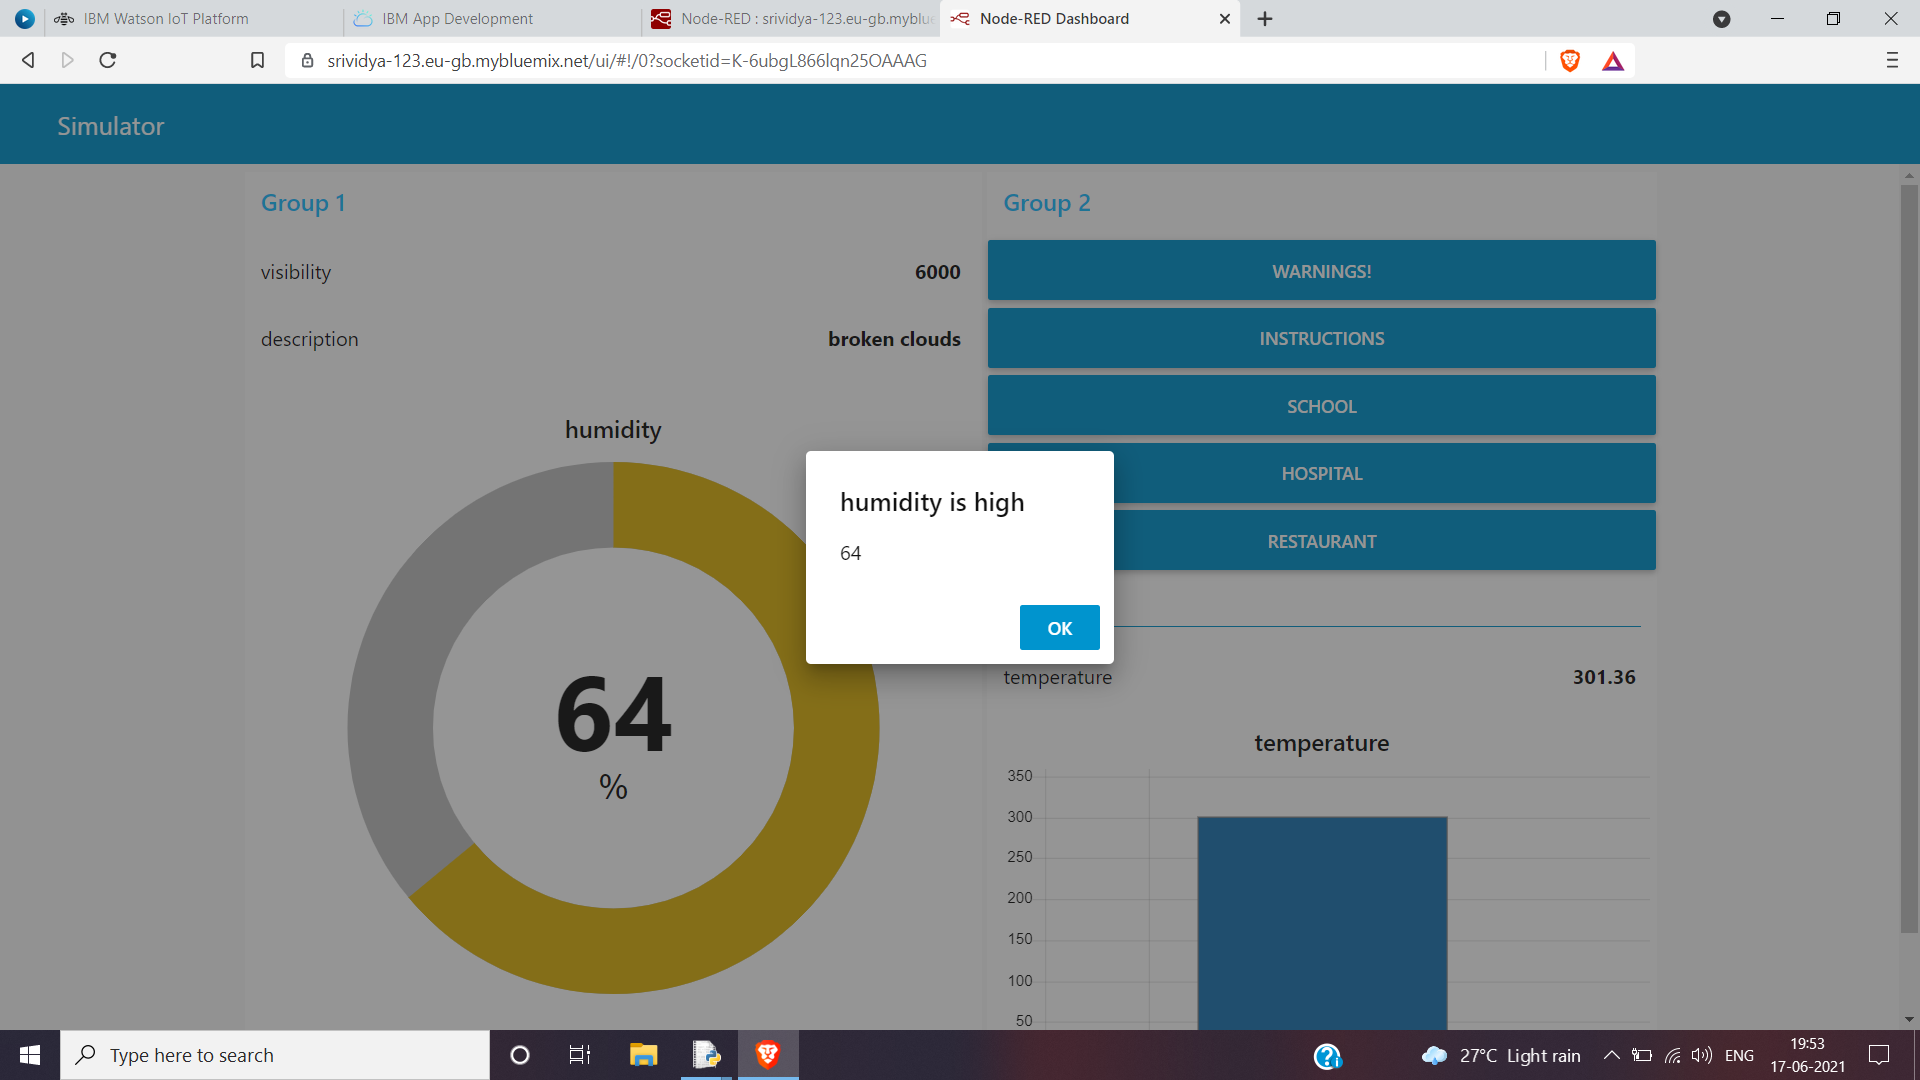 IBM Watson IoT Platform
IBM App Development
Node-RED : srividya-123.eu-gb.myblue
Node-RED Dashboard
srividya-123.eu-gb.mybluemix.net/ui/#!/0?socketid=K-6ubgL866lqn25OAAAG
Simulator
Group 1
visibility 6000
description broken clouds
humidity
64
%
Group 2
WARNINGS!
INSTRUCTIONS
SCHOOL
HOSPITAL
RESTAURANT
humidity is high
64
OK
temperature 301.36
temperature
350
300
250
200
150
100
50
Type here to search
27°C Light rain
ENG
19:53
17-06-2021